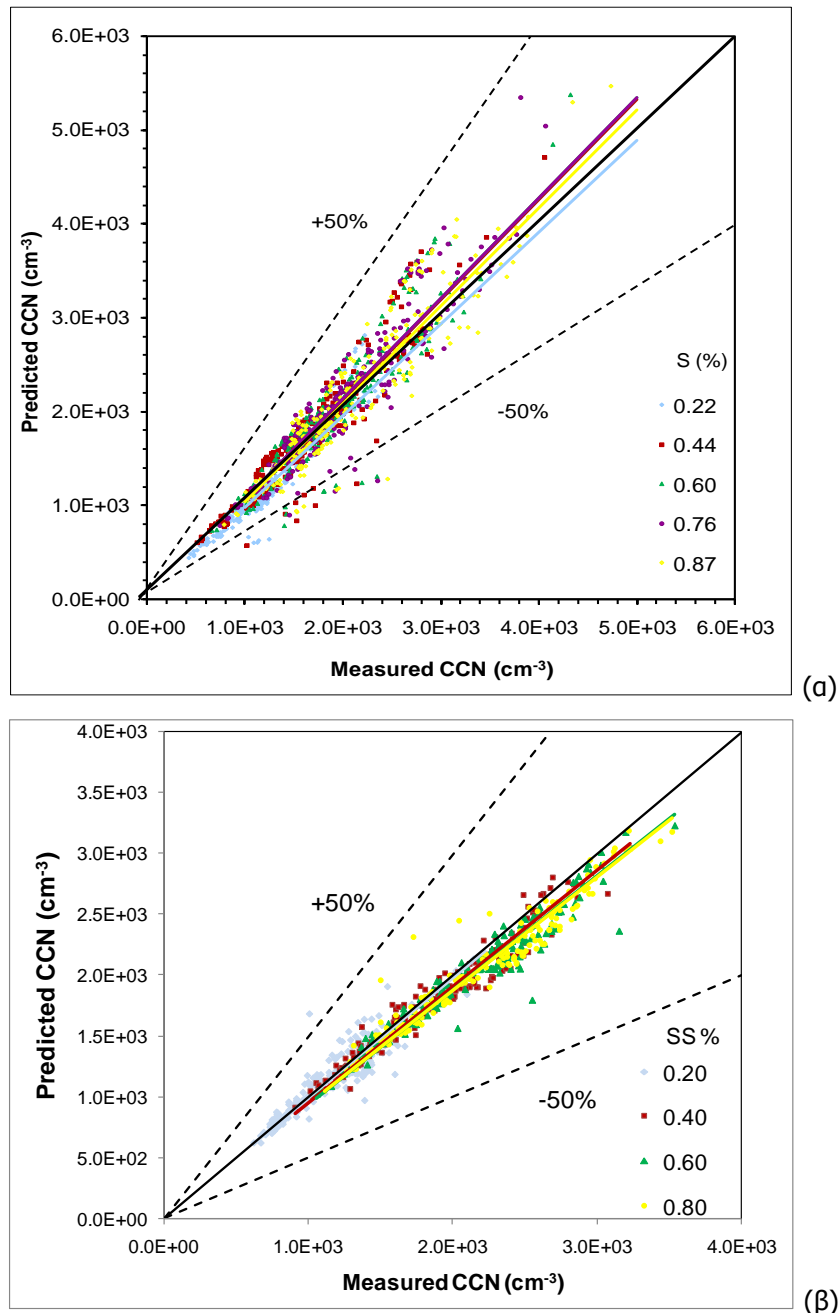 6.0E+03
5.0E+03
4.0E+03
3.0E+03
2.0E+03
1.0E+03
0.0E+00
Predicted CCN (cm-3)
+50%
-50%
S (%)
0.22
0.44
0.60
0.76
0.87
0.0E+00 1.0E+03 2.0E+03 3.0E+03 4.0E+03 5.0E+03 6.0E+03
Measured CCN (cm-3)
(α)
4.0E+03
3.5E+03
3.0E+03
2.5E+03
2.0E+03
1.5E+03
1.0E+03
5.0E+02
0.0E+00
Predicted CCN (cm-3)
+50%
-50%
SS %
0.20
0.40
0.60
0.80
0.0E+00 1.0E+03 2.0E+03 3.0E+03 4.0E+03
Measured CCN (cm-3)
(β)